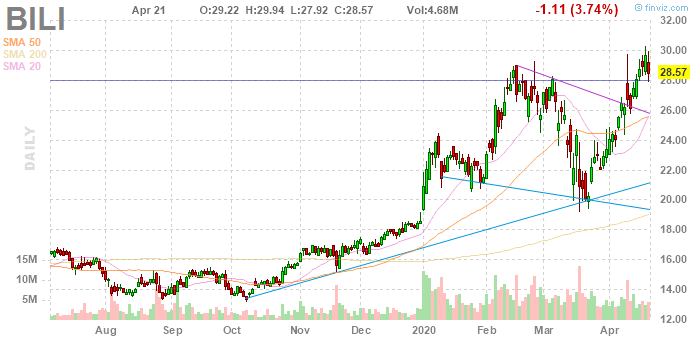 BILI
Apr 21 O:29.22 H:29.94 L:27.92 C:28.57 Vol:4.68M -1.11 (3.74%)
© finviz.com
SMA 50
SMA 200
SMA 20
DAILY
32.00
30.00
28.57
28.00
26.00
24.00
22.00
20.00
18.00
16.00
14.00
12.00
15M
10M
5M
Aug Sep Oct Nov Dec 2020 Feb Mar Apr